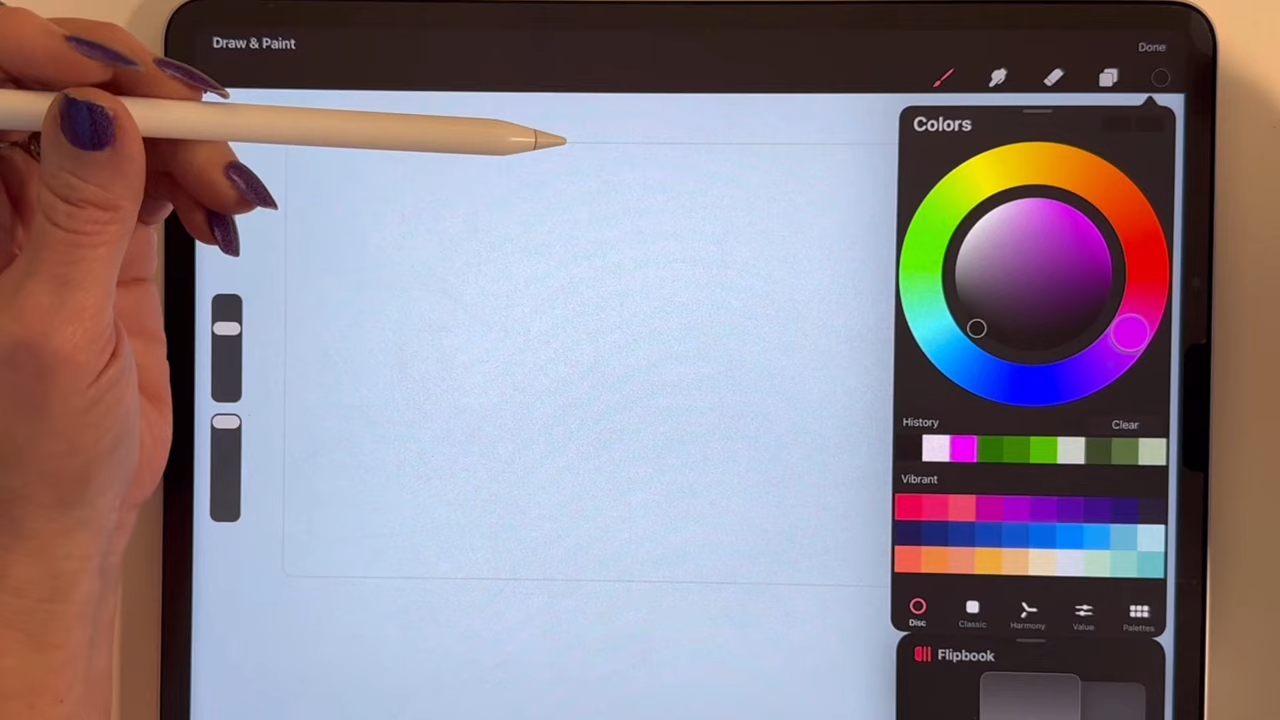 Draw & Paint
Done
Colors
History
Clear
Vibrant
Disc
Classic
Harmony
Value
Palettes
Flipbook